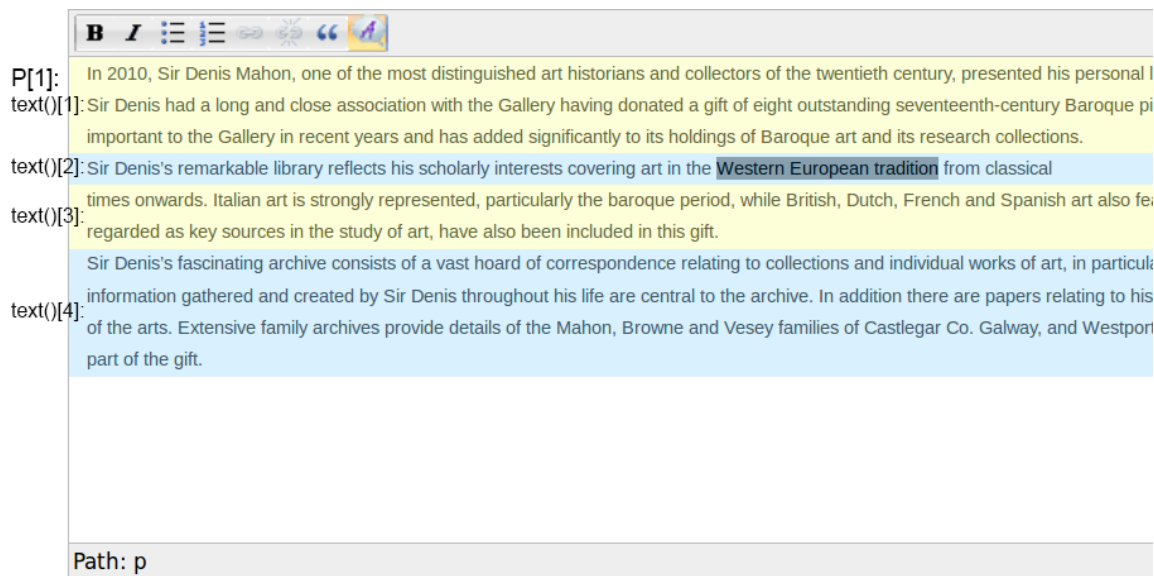 B I
P[1]: In 2010, Sir Denis Mahon, one of the most distinguished art historians and collectors of the twentieth century, presented his personal
text()[1]: Sir Denis had a long and close association with the Gallery having donated a gift of eight outstanding seventeenth-century Baroque
important to the Gallery in recent years and has added significantly to its holdings of Baroque art and its research collections.
text()[2]: Sir Denis's remarkable library reflects his scholarly interests covering art in the Western European tradition from classical
times onwards. Italian art is strongly represented, particularly the baroque period, while British, Dutch, French and Spanish art also
text()[3]:
regarded as key sources in the study of art, have also been included in this gift.
Sir Denis's fascinating archive consists of a vast hoard of correspondence relating to collections and individual works of art, in
information gathered and created by Sir Denis throughout his life are central to the archive. In addition there are papers relating to his
text()[4]:
of the arts. Extensive family archives provide details of the Mahon, Browne and Vesey families of Castlegar Co. Galway, and Westport
part of the gift.
Path: p